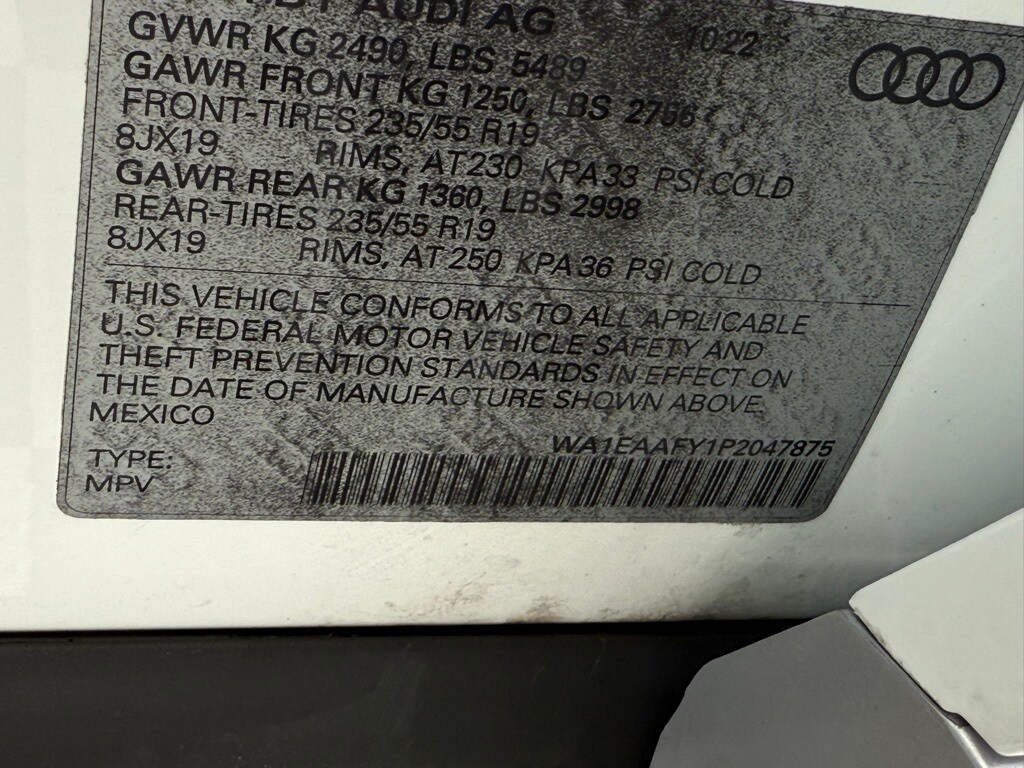 BY AUDI AG
10.22
GVWR KG 2490, LBS 5489
GAWR FRONT KG 1250, LBS 2756
FRONT-TIRES 235/55 R19
8JX19 RIMS, AT 230 KPA 33 PSI COLD
GAWR REAR KG 1360, LBS 2998
REAR-TIRES 235/55 R19
8JX19 RIMS, AT 250 KPA 36 PSI COLD
THIS VEHICLE CONFORMS TO ALL APPLICABLE
U.S. FEDERAL MOTOR VEHICLE SAFETY AND
THEFT PREVENTION STANDARDS IN EFFECT ON
THE DATE OF MANUFACTURE SHOWN ABOVE.
MEXICO
WA1EAAFY1P2047875
TYPE:
MPV